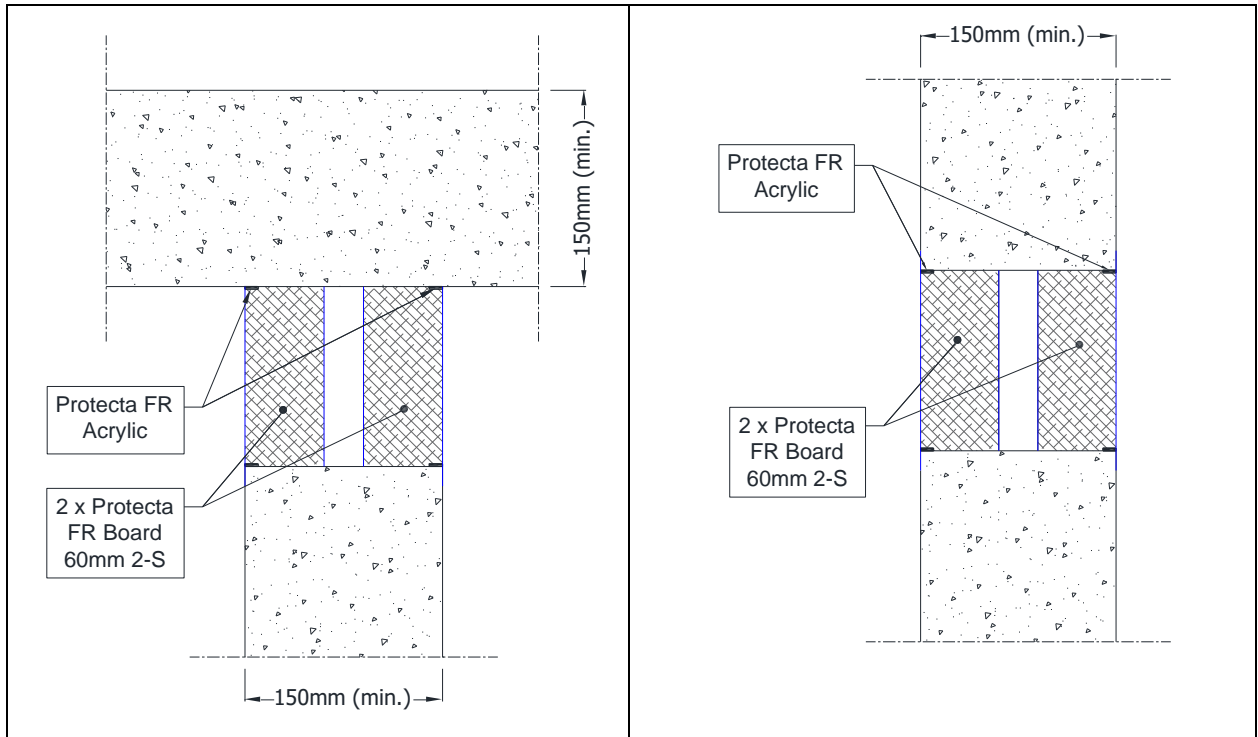 150mm (min.)
Protecta FR
Acrylic
2 x Protecta
FR Board
60mm 2-S
150mm (min.)
150mm (min.)
Protecta FR
Acrylic
2 x Protecta
FR Board
60mm 2-S